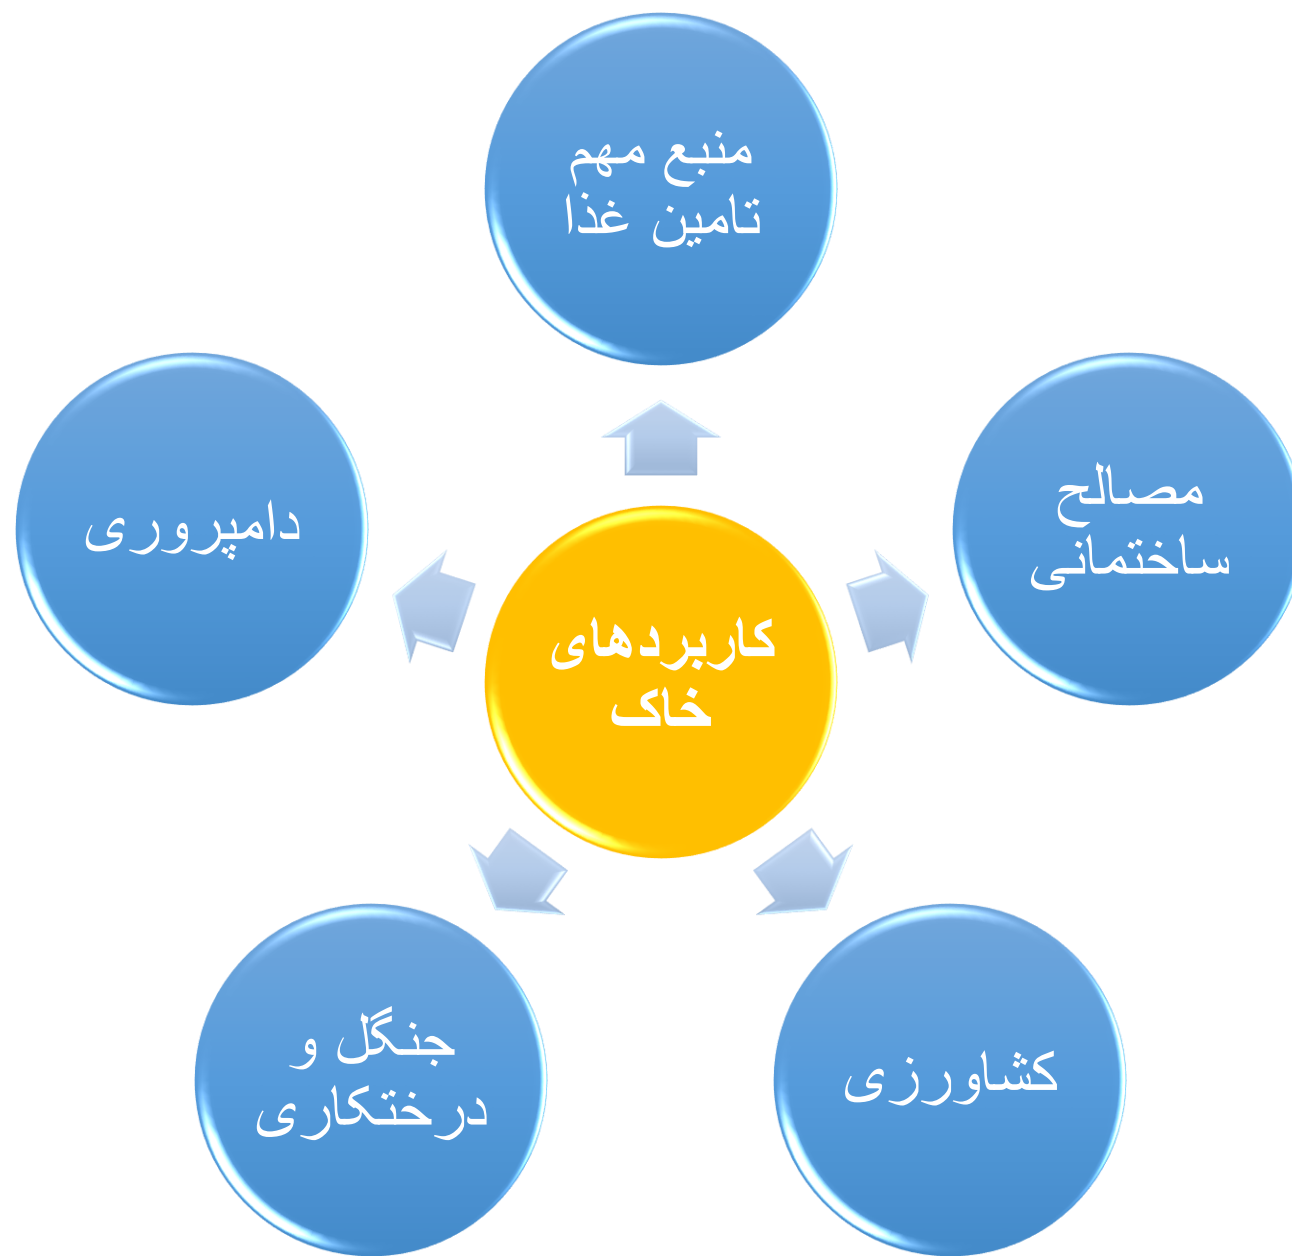 منبع مهم
تامین غذا
مصالح
ساختمانی
دامپروری
کاربردهای
خاک
کشاورزی
جنگل و
درختکاری